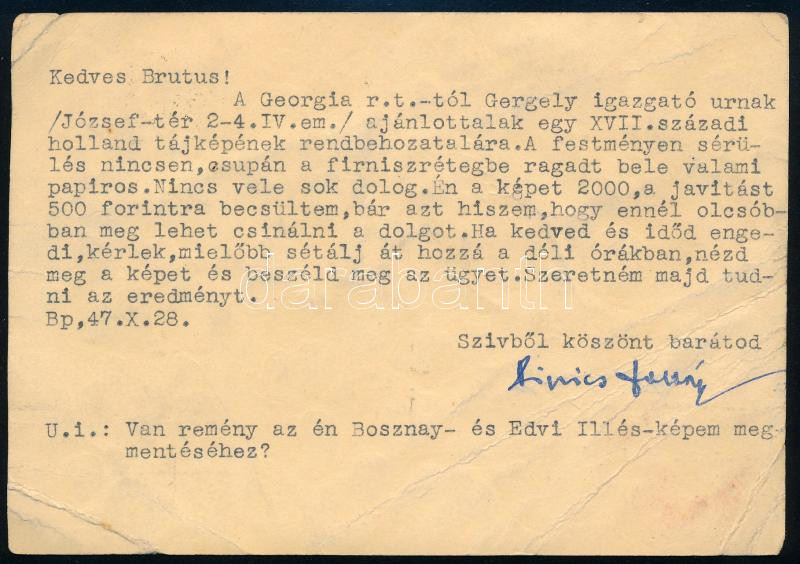 Kedves Brutus!
A Georgia r.t.-tól Gergely igazgató urnak
/József-tér 2-4.IV.em./ ajánlottalak egy XVII.századi
holland tájképének rendbehozatalára.A festményen sérü-
lés nincsen,csupán a firniszrétegbe ragadt bele valami
papiros.Nincs vele sok dolog.Én a képet 2000,a javitást
500 forintra becsültem,bár azt hiszem,hogy ennél olcsób-
ban meg lehet csinálni a dolgot.Ha kedved és időd enge-
di,kérlek,mielőbb sétálj át hozzá a déli órákban,nézd
meg a képet és beszéld meg az ügyet.Szeretném majd tud-
ni az eredményt.
Bp,47.X.28.
darabanth
Szivből köszönt barátod
U.i.: Van remény az én Bosznay- és Edvi Illés-képem meg-
mentéséhez?